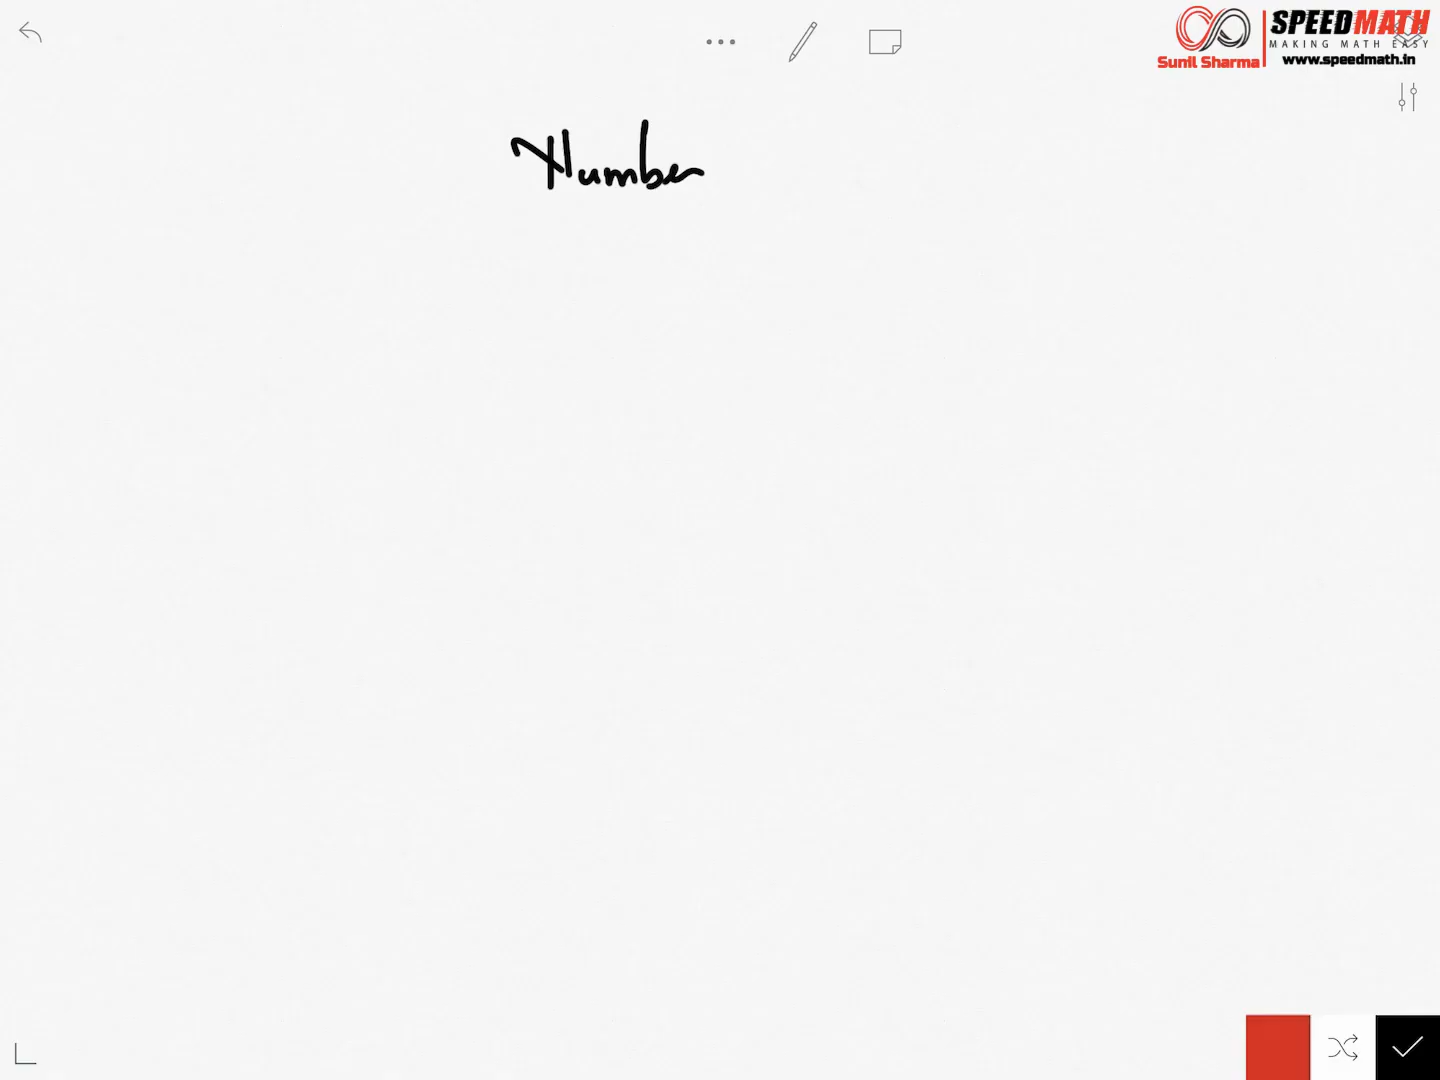 SPEEDMATH
MAKING MATH EASY
Sunil Sharma
www.speedmath.in
Number